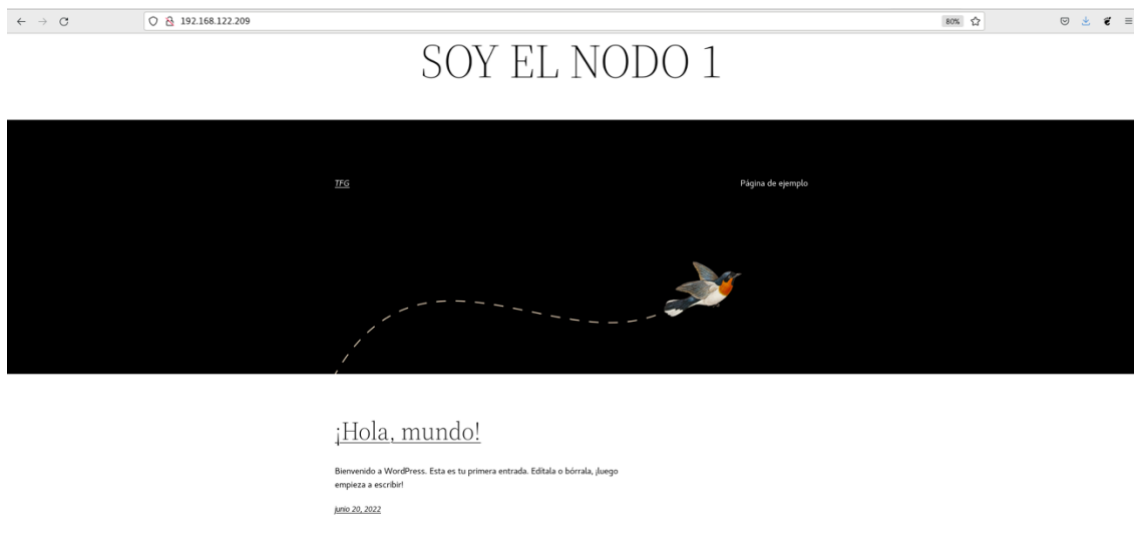 192.168.122.209
80%
SOY EL NODO 1
TFG
Página de ejemplo
¡Hola, mundo!
Bienvenido a WordPress. Esta es tu primera entrada. Edítala o bórrala, ¡luego
empieza a escribir!
junio 20, 2022